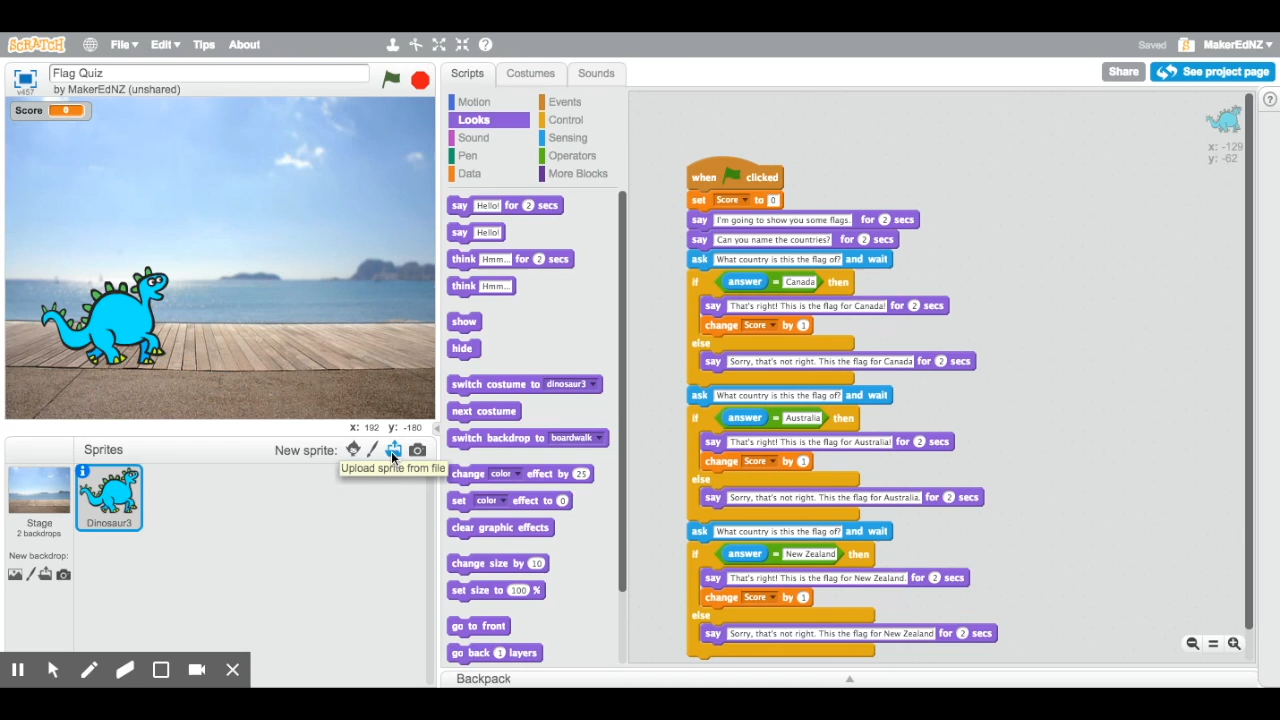 SCRATCH File Edit Tips About Saved MakerEdNZ
Flag Quiz
by MakerEdNZ (unshared)
v457
Scripts Costumes Sounds
Share See project page
Score 0
Motion Events
Looks Control
Sound Sensing
Pen Operators
Data More Blocks
say Hello! for 2 secs
say Hello!
think Hmm... for 2 secs
think Hmm...
show
hide
switch costume to dinosaur3
next costume
switch backdrop to boardwalk
change color effect by 25
set color effect to 0
clear graphic effects
change size by 10
set size to 100 %
go to front
go back 1 layers
x: -129
y: -62
when clicked
set Score to 0
say I'm going to show you some flags. for 2 secs
say Can you name the countries? for 2 secs
ask What country is this the flag of? and wait
if answer = Canada then
say That's right! This is the flag for Canada! for 2 secs
change Score by 1
else
say Sorry, that's not right. This the flag for Canada for 2 secs
ask What country is this the flag of? and wait
if answer = Australia then
say That's right! This is the flag for Australia! for 2 secs
change Score by 1
else
say Sorry, that's not right. This the flag for Australia. for 2 secs
ask What country is this the flag of? and wait
if answer = New Zealand then
say That's right! This is the flag for New Zealand. for 2 secs
change Score by 1
else
say Sorry, that's not right. This the flag for New Zealand for 2 secs
x: 192 y: -180
Sprites New sprite:
Upload sprite from file
Stage
2 backdrops
Dinosaur3
New backdrop:
Backpack